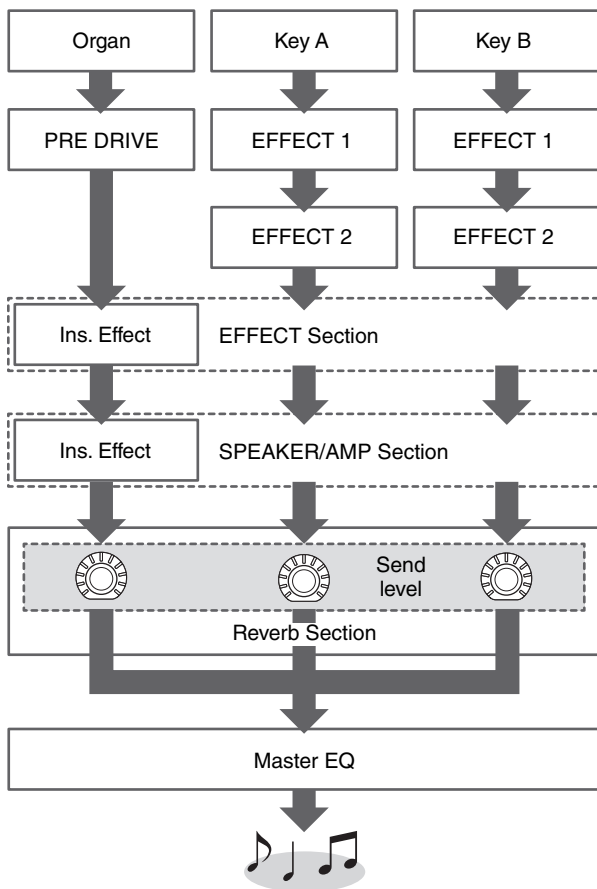 Organ
Key A
Key B
PRE DRIVE
EFFECT 1
EFFECT 1
EFFECT 2
EFFECT 2
Ins. Effect
EFFECT Section
Ins. Effect
SPEAKER/AMP Section
Send
level
Reverb Section
Master EQ